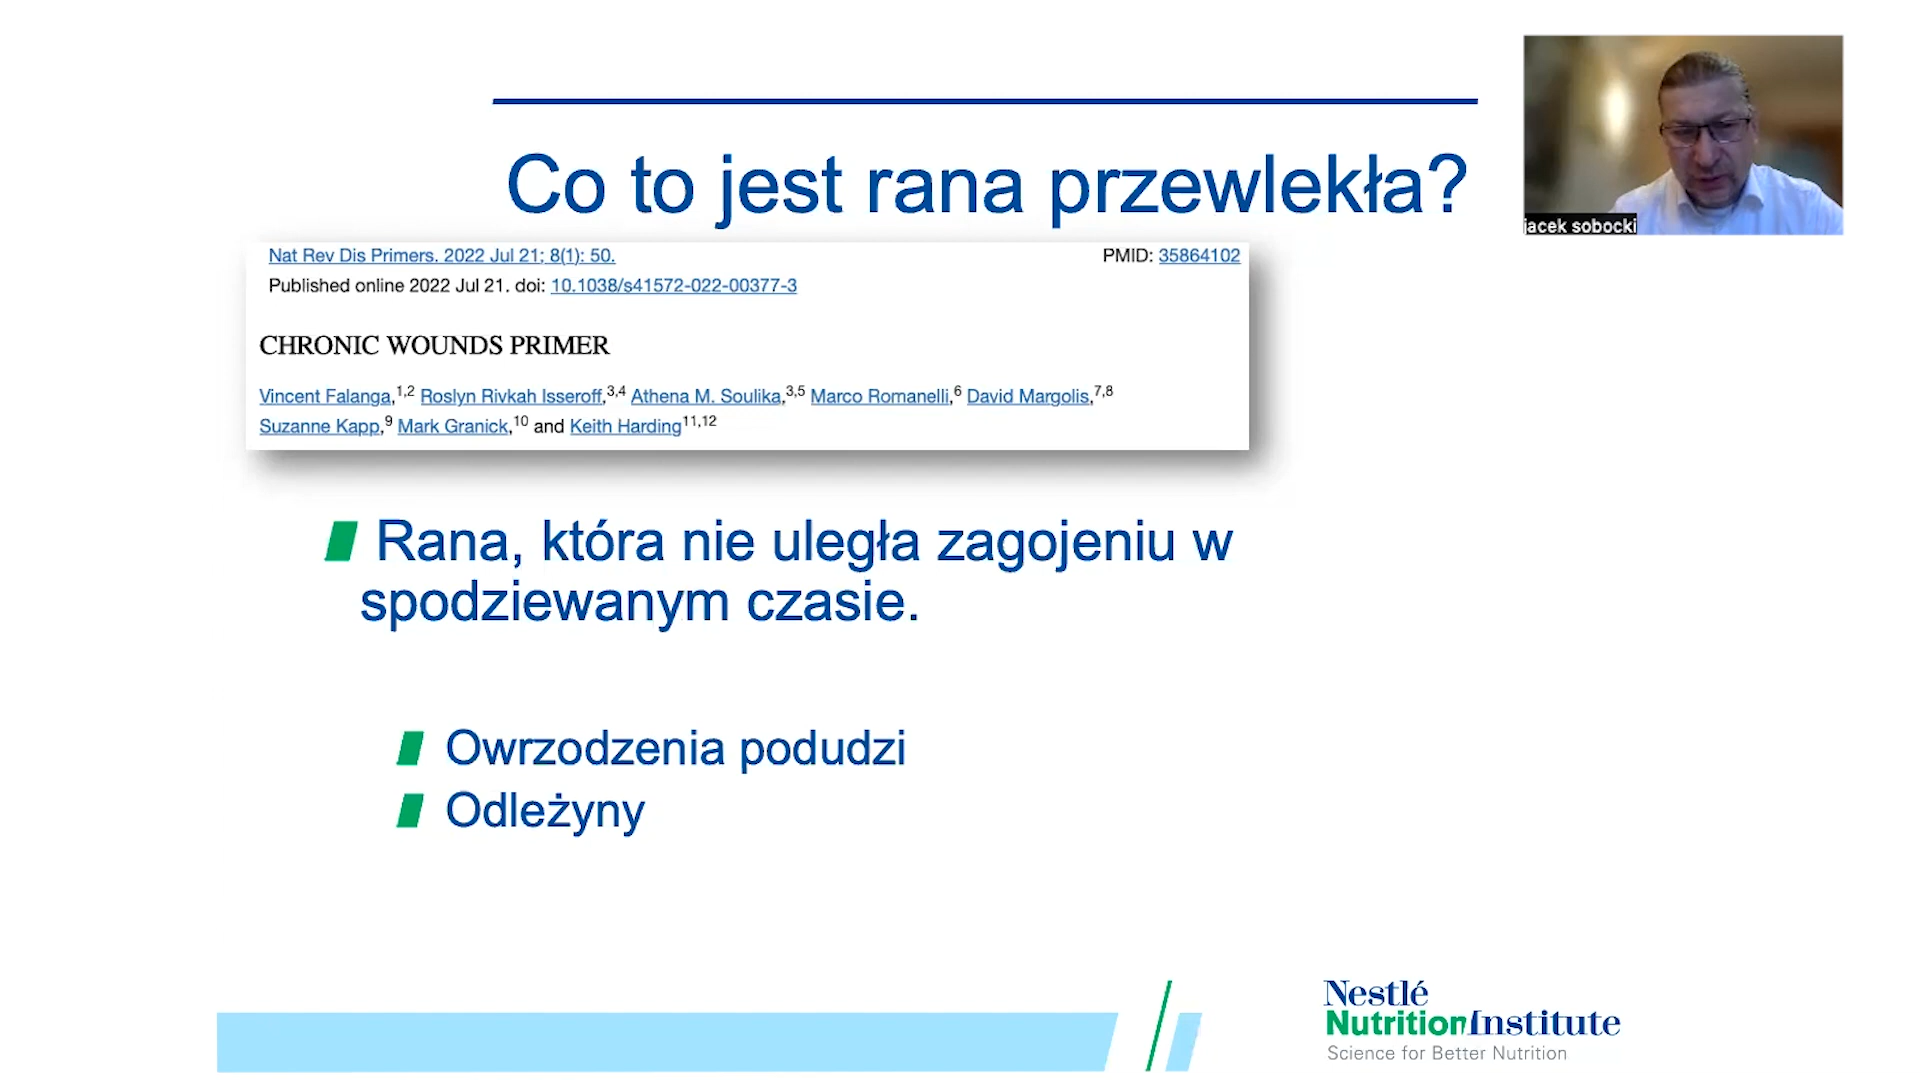 Co to jest rana przewlekła?
jacek sobocki
Nat Rev Dis Primers. 2022 Jul 21; 8(1): 50.
PMID: 35864102
Published online 2022 Jul 21. doi: 10.1038/s41572-022-00377-3
CHRONIC WOUNDS PRIMER
Vincent Falanga,1,2 Roslyn Rivkah Isseroff,3,4 Athena M. Soulika,3,5 Marco Romanelli,6 David Margolis,7,8
Suzanne Kapp,9 Mark Granick,10 and Keith Harding11,12
Rana, która nie uległa zagojeniu w
spodziewanym czasie.
Owrzodzenia podudzi
Odleżyny
Nestlé
NutritionInstitute
Science for Better Nutrition